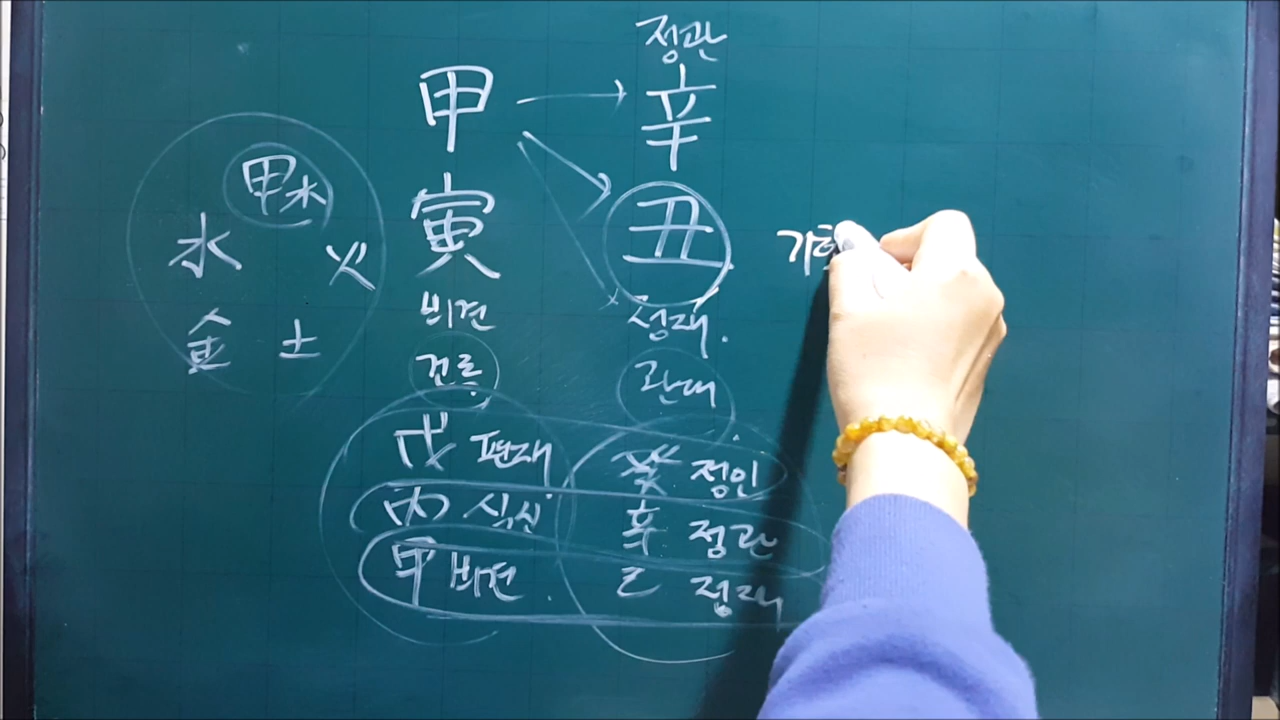 정관
甲 辛
甲木
寅 丑
水 火
비견 정재
金 土
건록 관대
戊 편재 癸 정인
丙 식신 辛 정관
甲 비견 己 정재